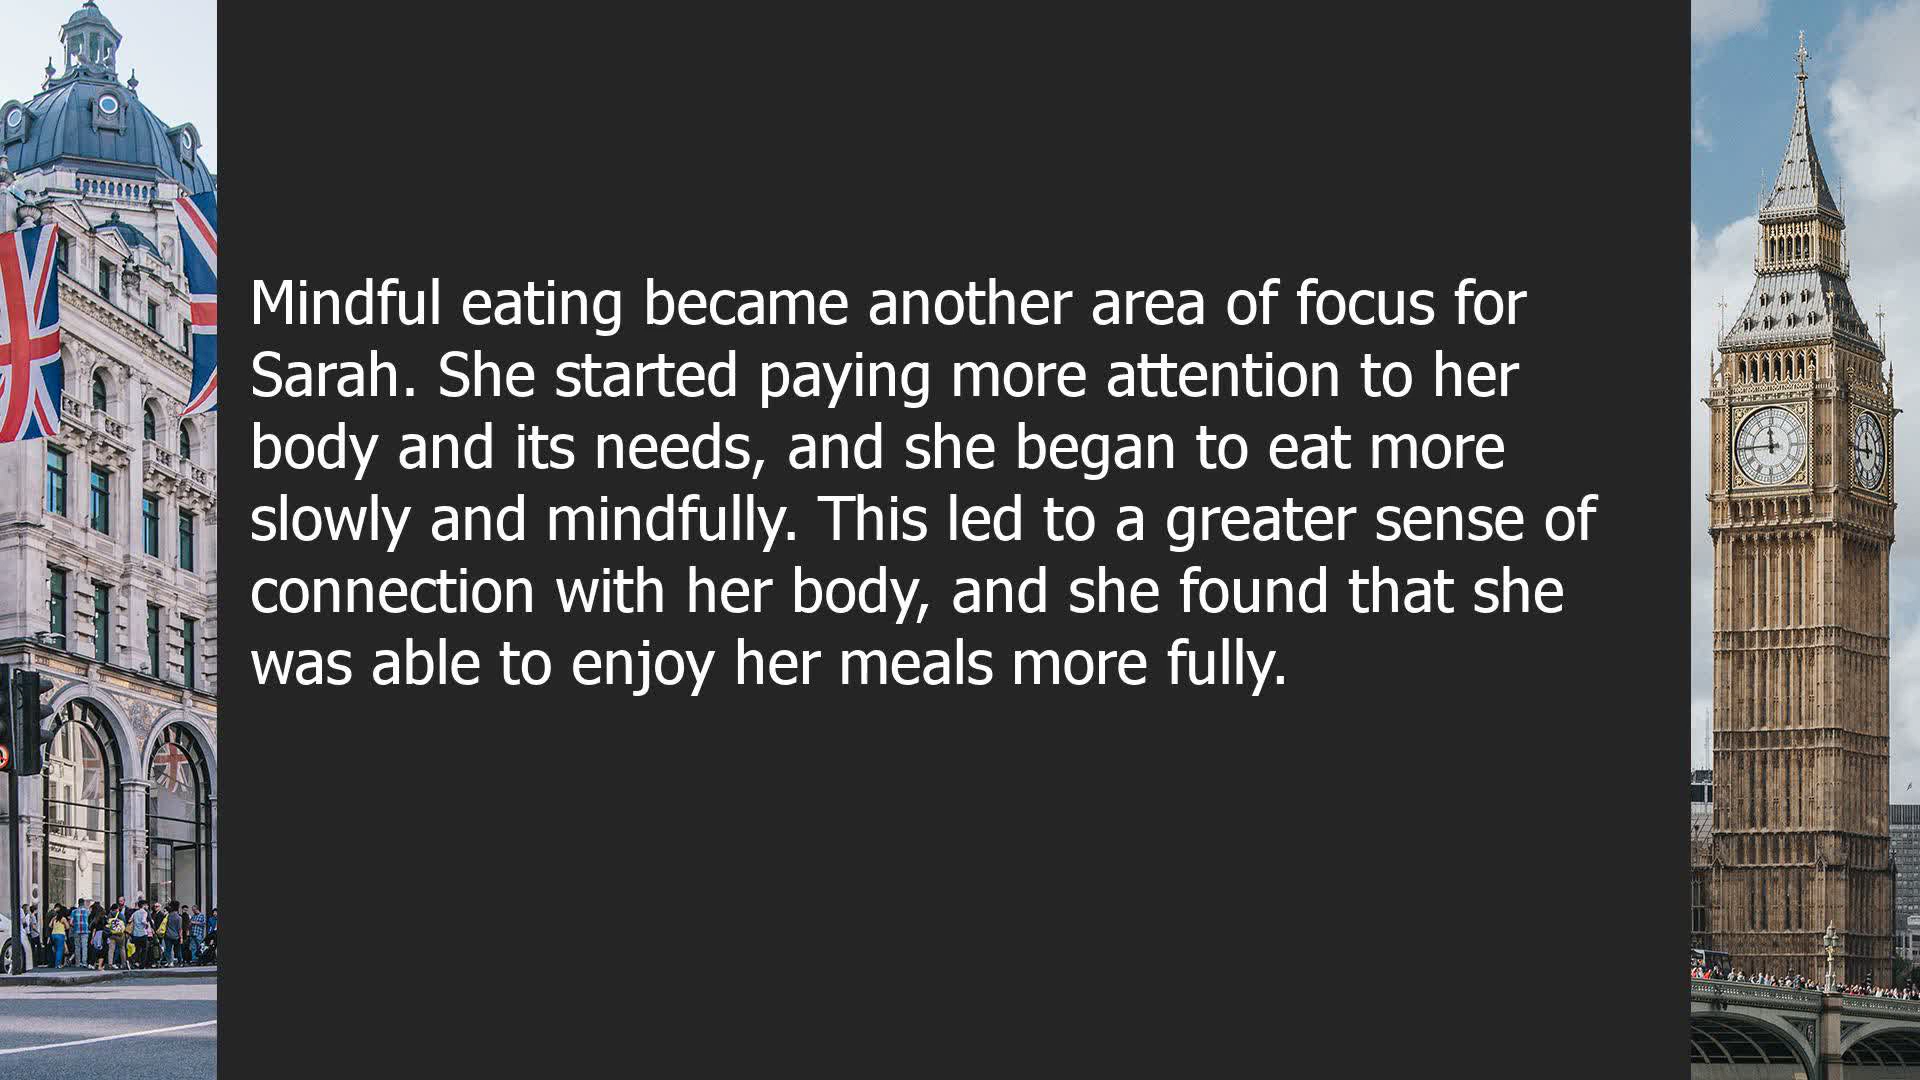 Mindful eating became another area of focus for
Sarah. She started paying more attention to her
body and its needs, and she began to eat more
slowly and mindfully. This led to a greater sense of
connection with her body, and she found that she
was able to enjoy her meals more fully.